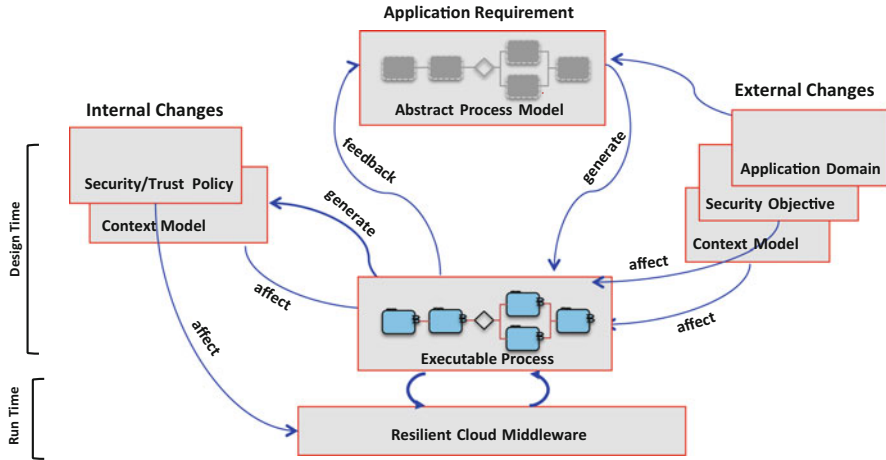 Application Requirement
Abstract Process Model
Internal Changes
External Changes
Security/Trust Policy
Context Model
Application Domain
Security Objective
Context Model
feedback
generate
generate
affect
affect
affect
affect
Executable Process
Resilient Cloud Middleware
Design Time
Run Time